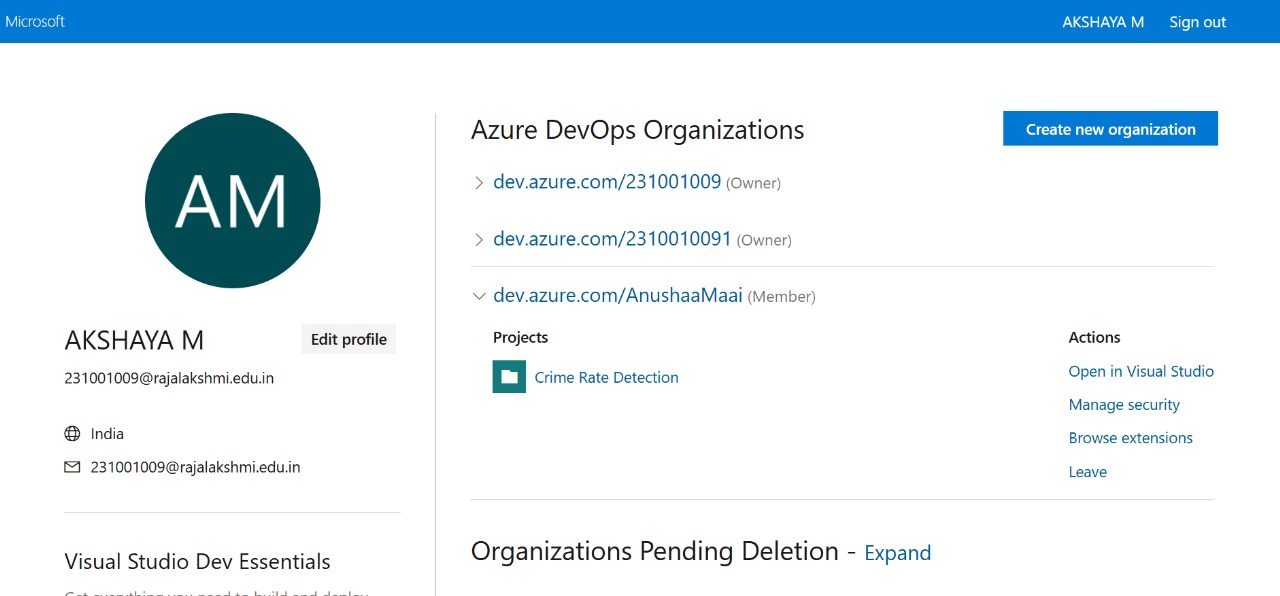 Microsoft
AKSHAYA M Sign out
AM
AKSHAYA M
Edit profile
231001009@rajalakshmi.edu.in
India
231001009@rajalakshmi.edu.in
Visual Studio Dev Essentials
Azure DevOps Organizations
Create new organization
dev.azure.com/231001009 (Owner)
dev.azure.com/2310010091 (Owner)
dev.azure.com/AnushaaMaai (Member)
Projects
Crime Rate Detection
Actions
Open in Visual Studio
Manage security
Browse extensions
Leave
Organizations Pending Deletion - Expand